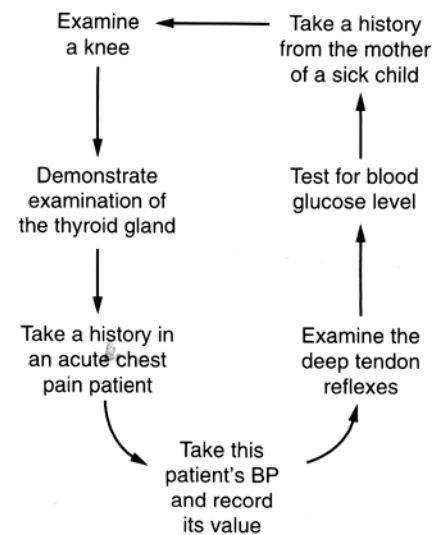 Examine
a knee
Take a history
from the mother
of a sick child
Demonstrate
examination of
the thyroid gland
Test for blood
glucose level
Take a history in
an acute chest
pain patient
Examine the
deep tendon
reflexes
Take this
patient's BP
and record
its value